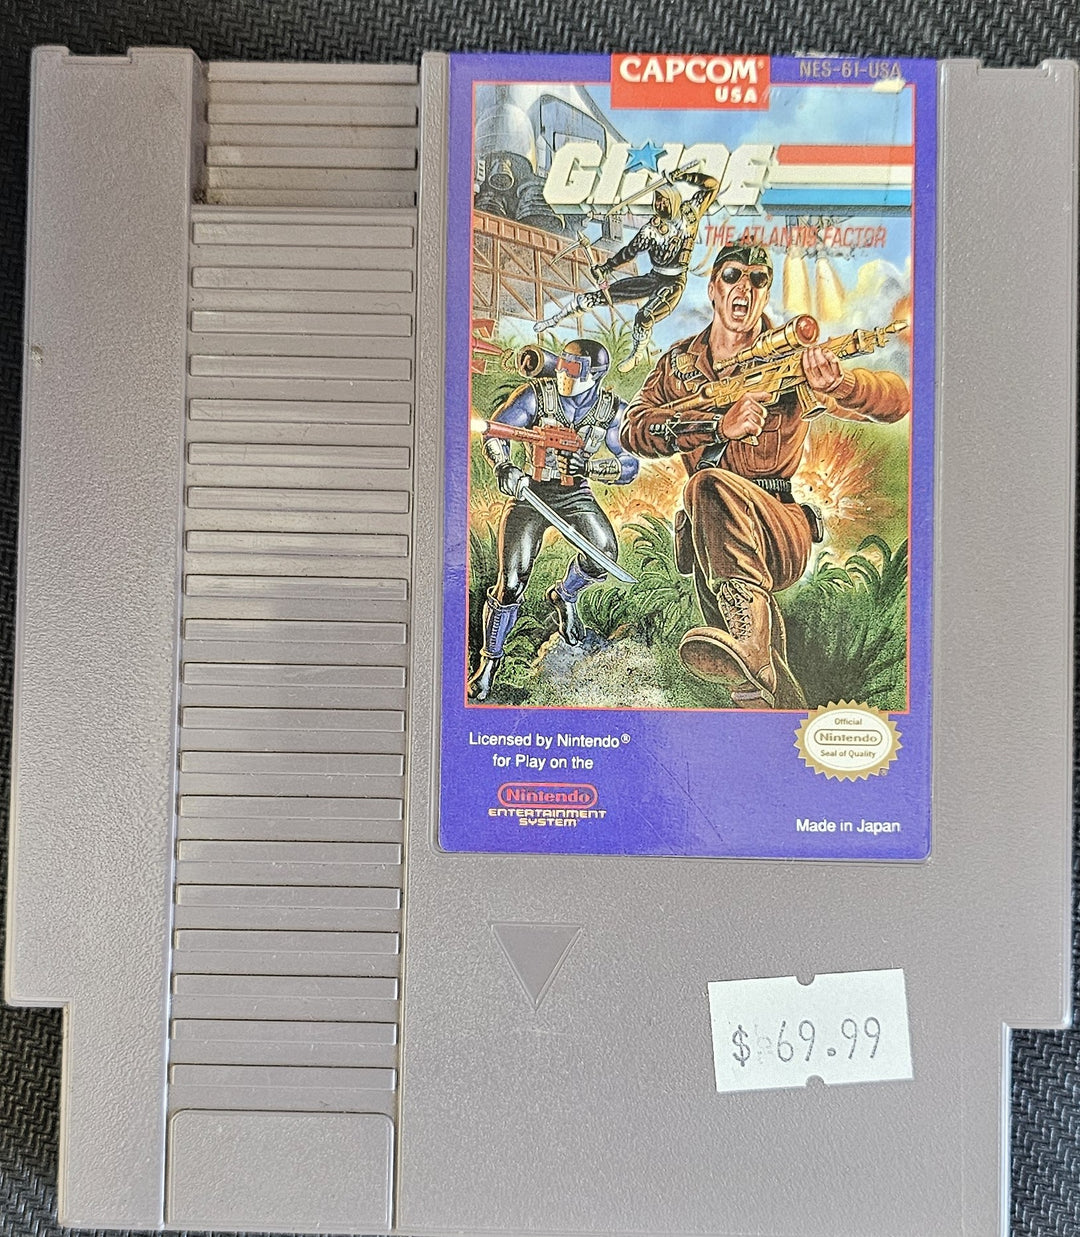 CAPCOM®
USA
NES-61-USA
G.I. JOE
®
THE ATLANTIS FACTOR
Licensed by Nintendo®
for Play on the
Nintendo®
ENTERTAINMENT
SYSTEM™
Official
Nintendo
Seal of Quality
®
Made in Japan
$ 69.99